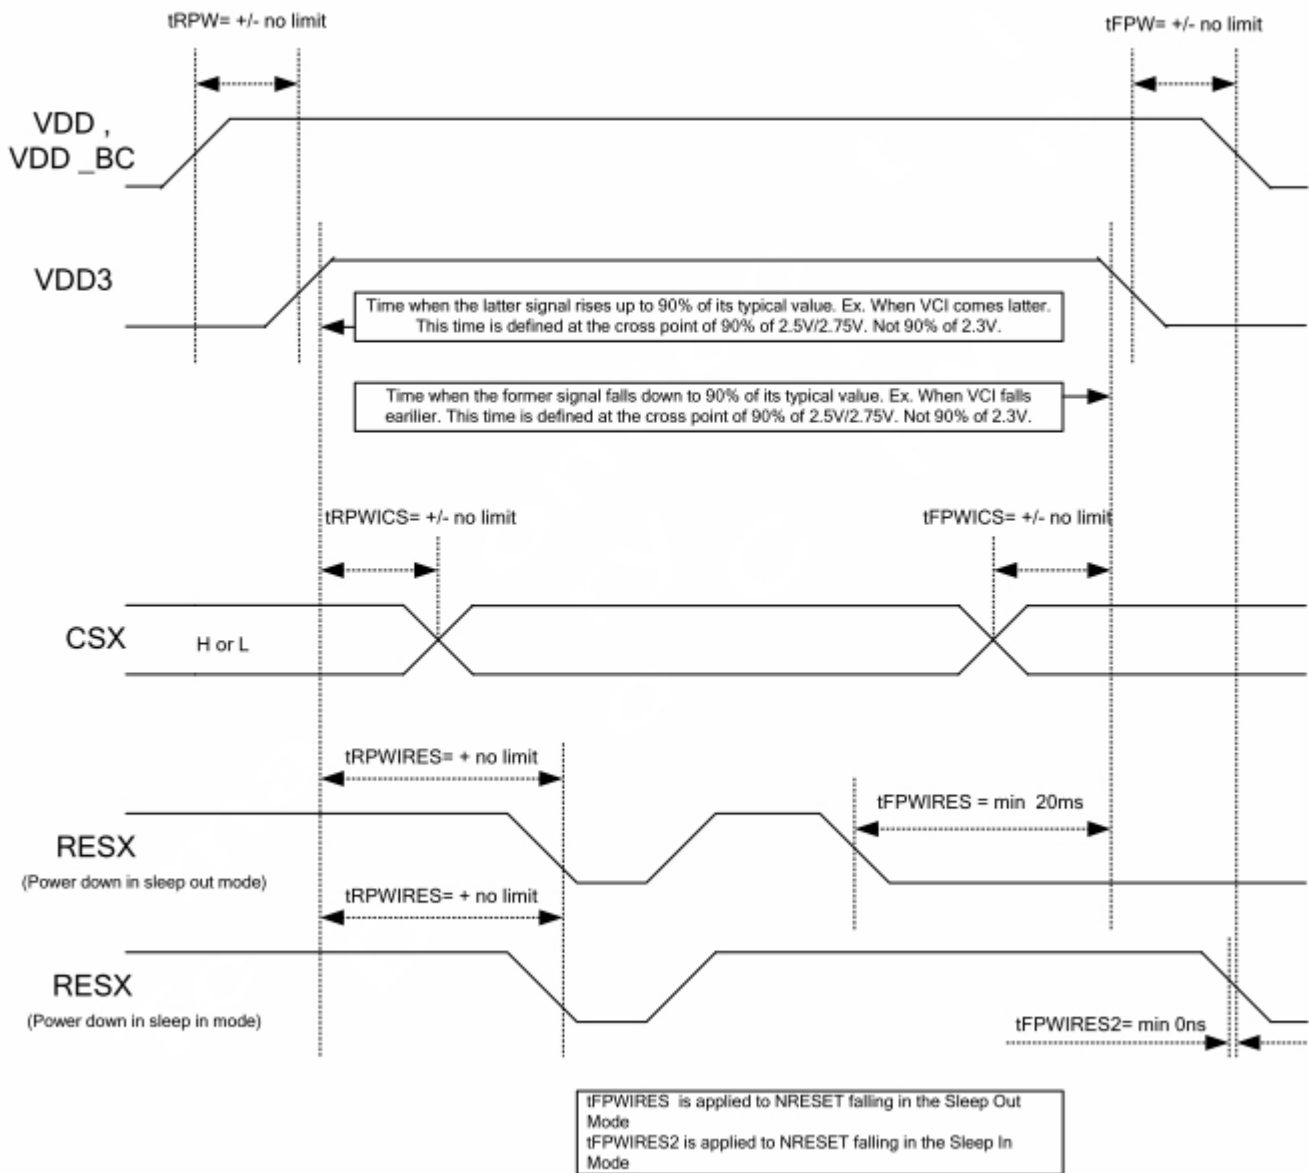 tRPW= +/- no limit
tFPW= +/- no limit
VDD ,
VDD _BC
VDD3
Time when the latter signal rises up to 90% of its typical value. Ex. When VCI comes latter.
This time is defined at the cross point of 90% of 2.5V/2.75V. Not 90% of 2.3V.
Time when the former signal falls down to 90% of its typical value. Ex. When VCI falls
earilier. This time is defined at the cross point of 90% of 2.5V/2.75V. Not 90% of 2.3V.
tRPWICS= +/- no limit
tFPWICS= +/- no limit
CSX
H or L
tRPWIRES= + no limit
tFPWIRES = min 20ms
RESX
(Power down in sleep out mode)
tRPWIRES= + no limit
RESX
(Power down in sleep in mode)
tFPWIRES2= min 0ns
tFPWIRES is applied to NRESET falling in the Sleep Out
Mode
tFPWIRES2 is applied to NRESET falling in the Sleep In
Mode